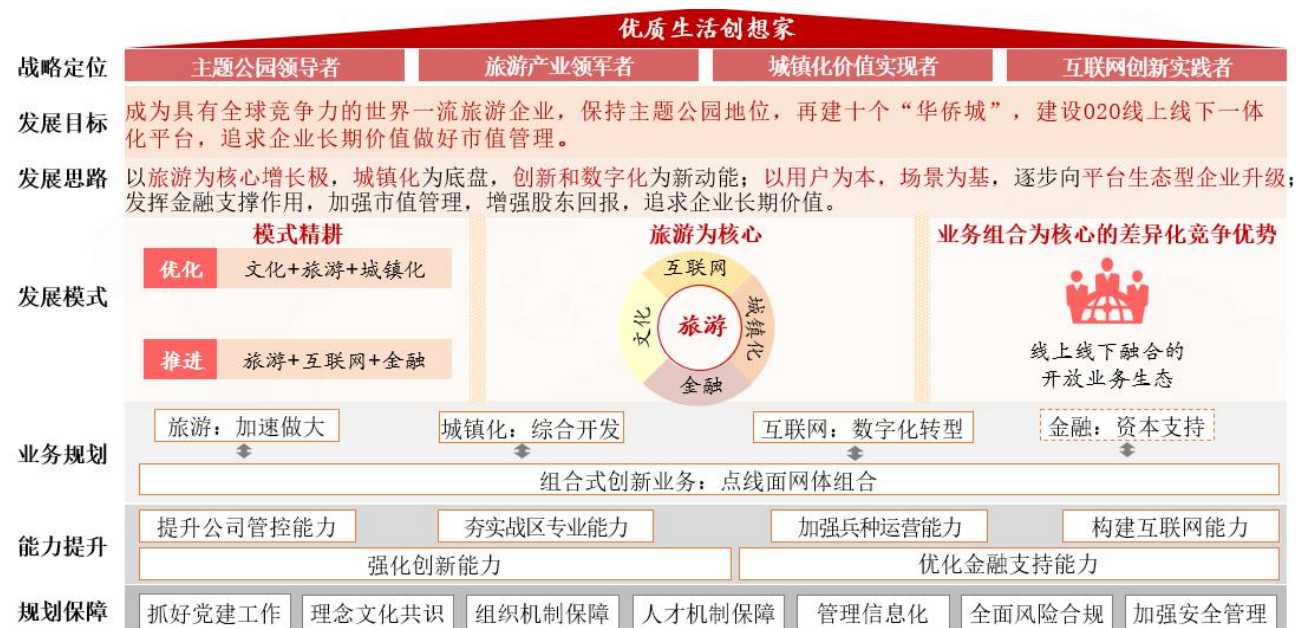 优质生活创想家
战略定位
主题公园领导者
旅游产业领军者
城镇化价值实现者
互联网创新实践者
发展目标
成为具有全球竞争力的世界一流旅游企业，保持主题公园地位，再建十个“华侨城”，建设020线上线下一体
化平台，追求企业长期价值做好市值管理。
发展思路
以旅游为核心增长极，城镇化为底盘，创新和数字化为新动能；以用户为本，场景为基，逐步向平台生态型企业升级；
发挥金融支撑作用，加强市值管理，增强股东回报，追求企业长期价值。
发展模式
模式精耕
优化
文化+旅游+城镇化
推进
旅游+互联网+金融
旅游为核心
互联网
文化
旅游
城镇化
金融
业务组合为核心的差异化竞争优势
线上线下融合的
开放业务生态
业务规划
旅游：加速做大
城镇化：综合开发
互联网：数字化转型
金融：资本支持
组合式创新业务：点线面网体组合
能力提升
提升公司管控能力
夯实战区专业能力
加强兵种运营能力
构建互联网能力
强化创新能力
优化金融支持能力
规划保障
抓好党建工作
理念文化共识
组织机制保障
人才机制保障
管理信息化
全面风险合规
加强安全管理